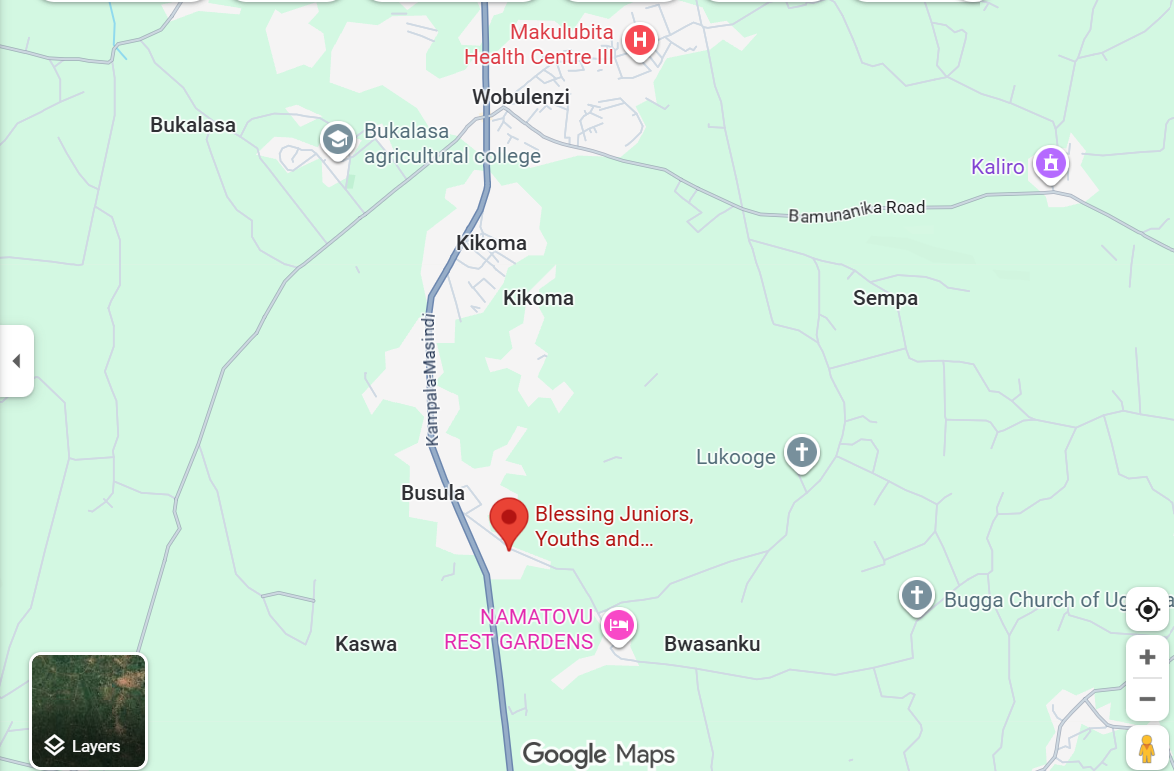 Makulubita
Health Centre III
Wobulenzi
Bukalasa
Bukalasa
agricultural college
Kaliro
Bamunanika Road
Kikoma
Kikoma
Sempa
Kampala-Masindi
Lukooge
Busula
Blessing Juniors,
Youths and...
Bugga Church of
NAMATOVU
REST GARDENS
Kaswa
Bwasanku
Layers
Google Maps